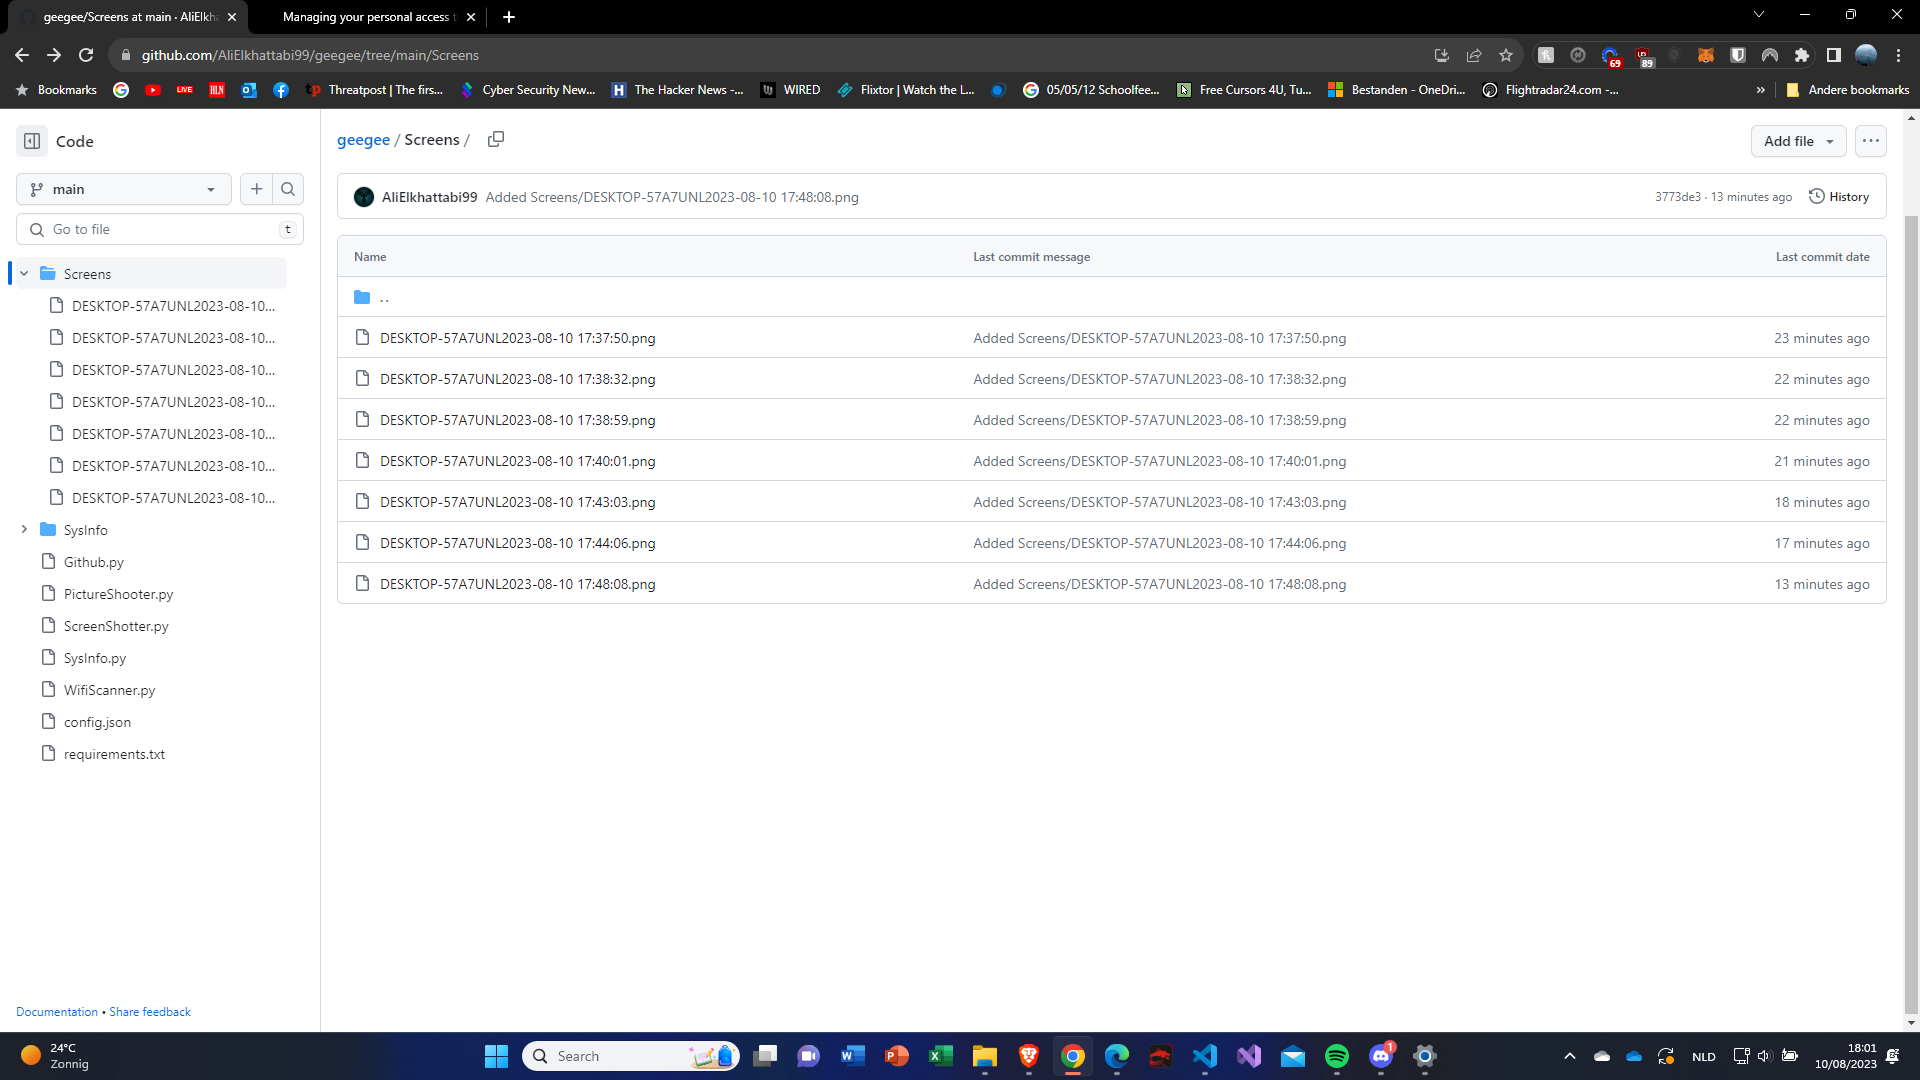 geegee/Screens at main · AliElkha
Managing your personal access t
github.com/AliElkhattabi99/geegee/tree/main/Screens
69
89
Bookmarks
LIVE
HLN
tp
Threatpost | The firs...
Cyber Security New...
H
The Hacker News -...
WIRED
Flixtor | Watch the L...
05/05/12 Schoolfee...
Free Cursors 4U, Tu...
Bestanden - OneDri...
Flightradar24.com -...
»
Andere bookmarks
Code
main
Go to file
t
Screens
DESKTOP-57A7UNL2023-08-10...
DESKTOP-57A7UNL2023-08-10...
DESKTOP-57A7UNL2023-08-10...
DESKTOP-57A7UNL2023-08-10...
DESKTOP-57A7UNL2023-08-10...
DESKTOP-57A7UNL2023-08-10...
DESKTOP-57A7UNL2023-08-10...
SysInfo
Github.py
PictureShooter.py
ScreenShotter.py
SysInfo.py
WifiScanner.py
config.json
requirements.txt
Documentation • Share feedback
geegee / Screens /
Add file
AliElkhattabi99 Added Screens/DESKTOP-57A7UNL2023-08-10 17:48:08.png 3773de3 · 13 minutes ago History
Name Last commit message Last commit date
..
DESKTOP-57A7UNL2023-08-10 17:37:50.png Added Screens/DESKTOP-57A7UNL2023-08-10 17:37:50.png 23 minutes ago
DESKTOP-57A7UNL2023-08-10 17:38:32.png Added Screens/DESKTOP-57A7UNL2023-08-10 17:38:32.png 22 minutes ago
DESKTOP-57A7UNL2023-08-10 17:38:59.png Added Screens/DESKTOP-57A7UNL2023-08-10 17:38:59.png 22 minutes ago
DESKTOP-57A7UNL2023-08-10 17:40:01.png Added Screens/DESKTOP-57A7UNL2023-08-10 17:40:01.png 21 minutes ago
DESKTOP-57A7UNL2023-08-10 17:43:03.png Added Screens/DESKTOP-57A7UNL2023-08-10 17:43:03.png 18 minutes ago
DESKTOP-57A7UNL2023-08-10 17:44:06.png Added Screens/DESKTOP-57A7UNL2023-08-10 17:44:06.png 17 minutes ago
DESKTOP-57A7UNL2023-08-10 17:48:08.png Added Screens/DESKTOP-57A7UNL2023-08-10 17:48:08.png 13 minutes ago
24°C
Zonnig
Search
1
NLD
18:01
10/08/2023